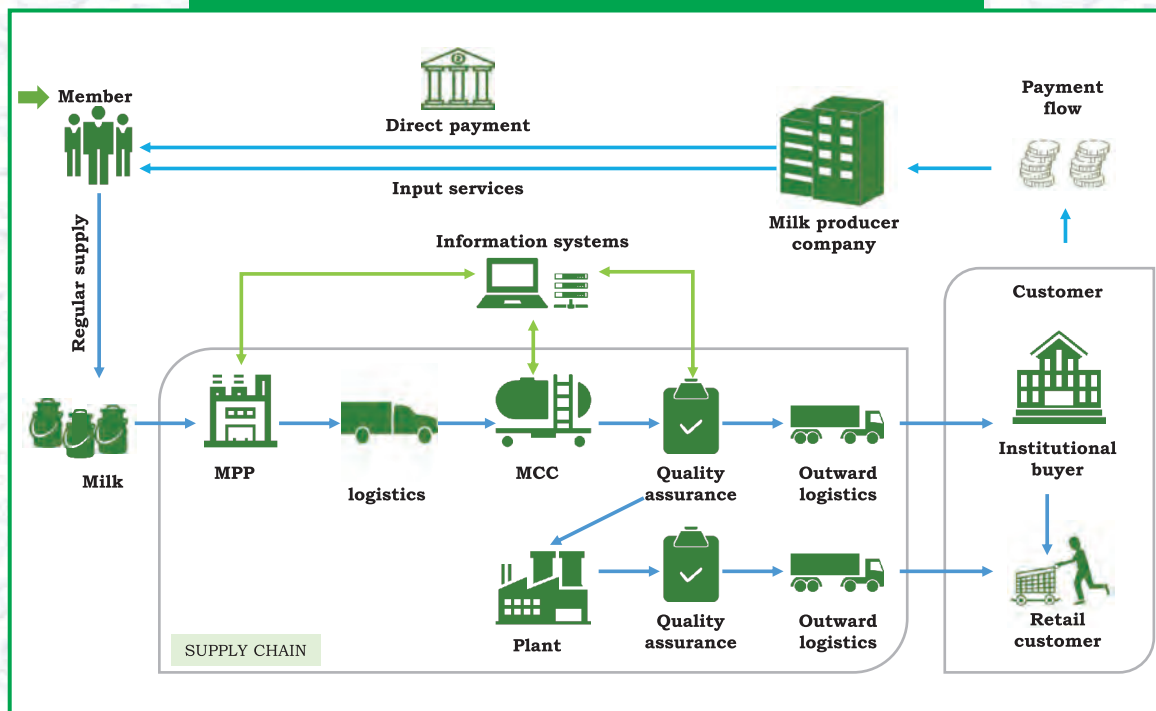 Member
Direct payment
Payment
flow
Input services
Milk producer
company
Regular supply
Information systems
Customer
Milk
MPP
logistics
MCC
Quality
assurance
Outward
logistics
Institutional
buyer
Plant
Quality
assurance
Outward
logistics
Retail
customer
SUPPLY CHAIN